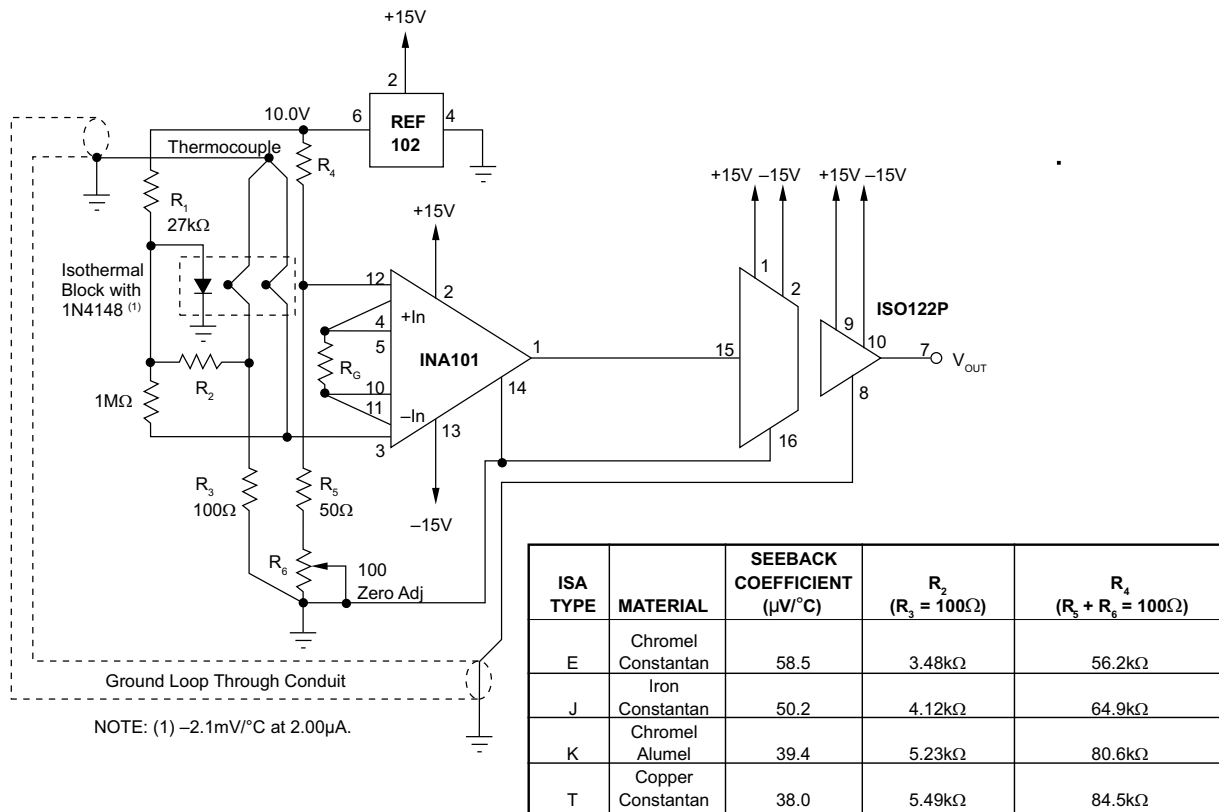 +15V
2
10.0V
6
REF
102
4
Thermocouple
R4
+15V –15V
+15V –15V
R1
27kΩ
+15V
Isothermal
Block with
1N4148 (1)
12
2
1
2
ISO122P
+In
4
5
9
10
INA101
1
15
7
VOUT
RG
R2
10
14
8
1MΩ
11
–In
3
13
16
R3
100Ω
R5
50Ω
–15V
R6
100
Zero Adj
Ground Loop Through Conduit
NOTE: (1) –2.1mV/°C at 2.00µA.
ISA
TYPE
MATERIAL
SEEBACK
COEFFICIENT
(µV/°C)
R2
(R3 = 100Ω)
R4
(R5 + R6 = 100Ω)
E
Chromel
Constantan
58.5
3.48kΩ
56.2kΩ
J
Iron
Constantan
50.2
4.12kΩ
64.9kΩ
K
Chromel
Alumel
39.4
5.23kΩ
80.6kΩ
T
Copper
Constantan
38.0
5.49kΩ
84.5kΩ